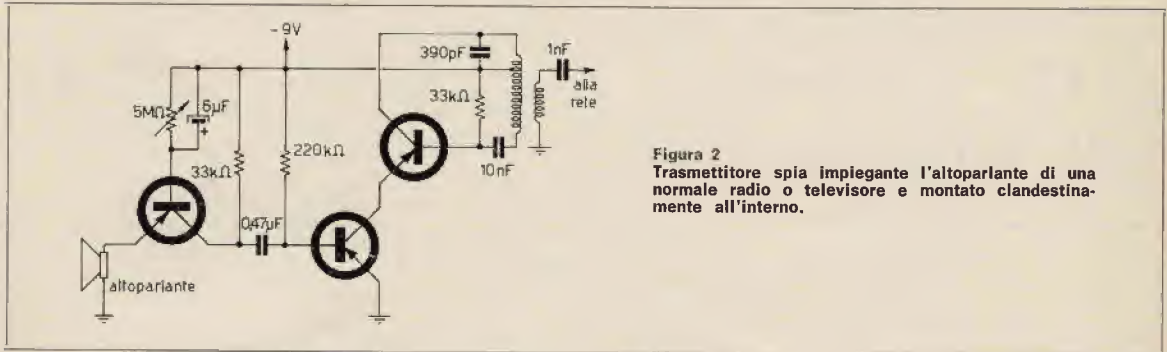 -9V
390pF
1nF
alla
rete
5MΩ
6µF
+
33kΩ
33kΩ
220kΩ
10nF
0,47µF
altoparlante
Figura 2
Trasmettitore spia impiegante l'altoparlante di una
normale radio o televisore e montato clandestina-
mente all'interno.